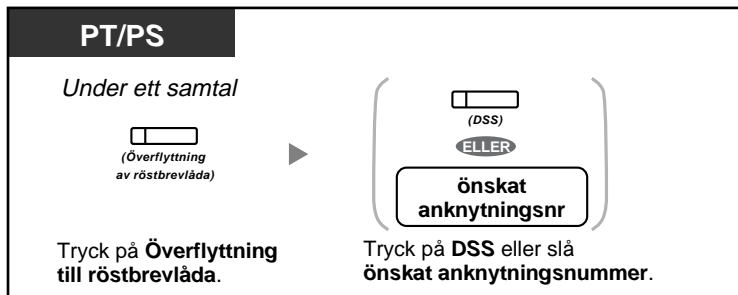 PT/PS
Under ett samtal
(Överflyttning
av röstbrevlåda)
(DSS)
ELLER
önskat
anknytningsnr
Tryck på Överflyttning
till röstbrevlåda.
Tryck på DSS eller slå
önskat anknytningsnummer.